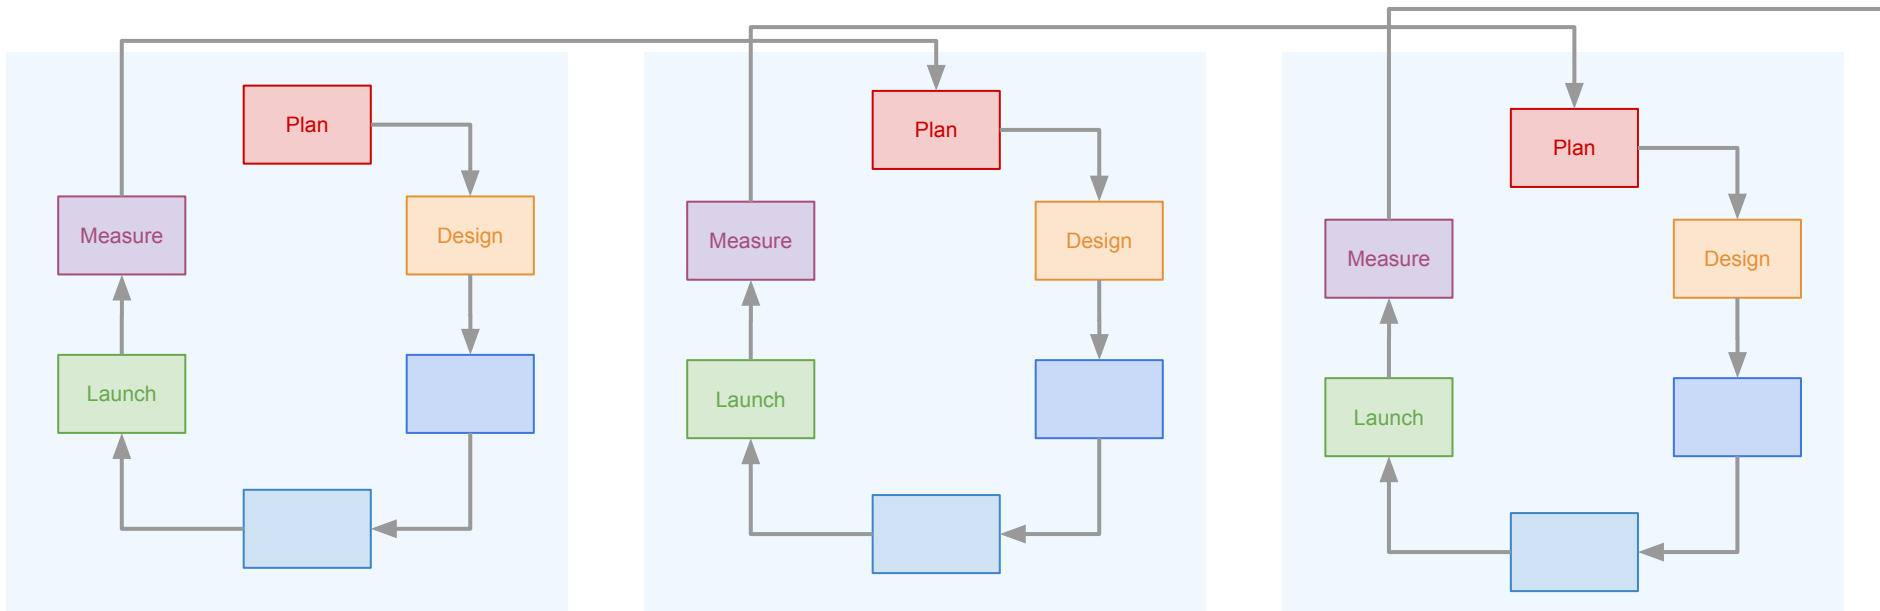 Plan
Design
Launch
Measure
Plan
Design
Launch
Measure
Plan
Design
Launch
Measure